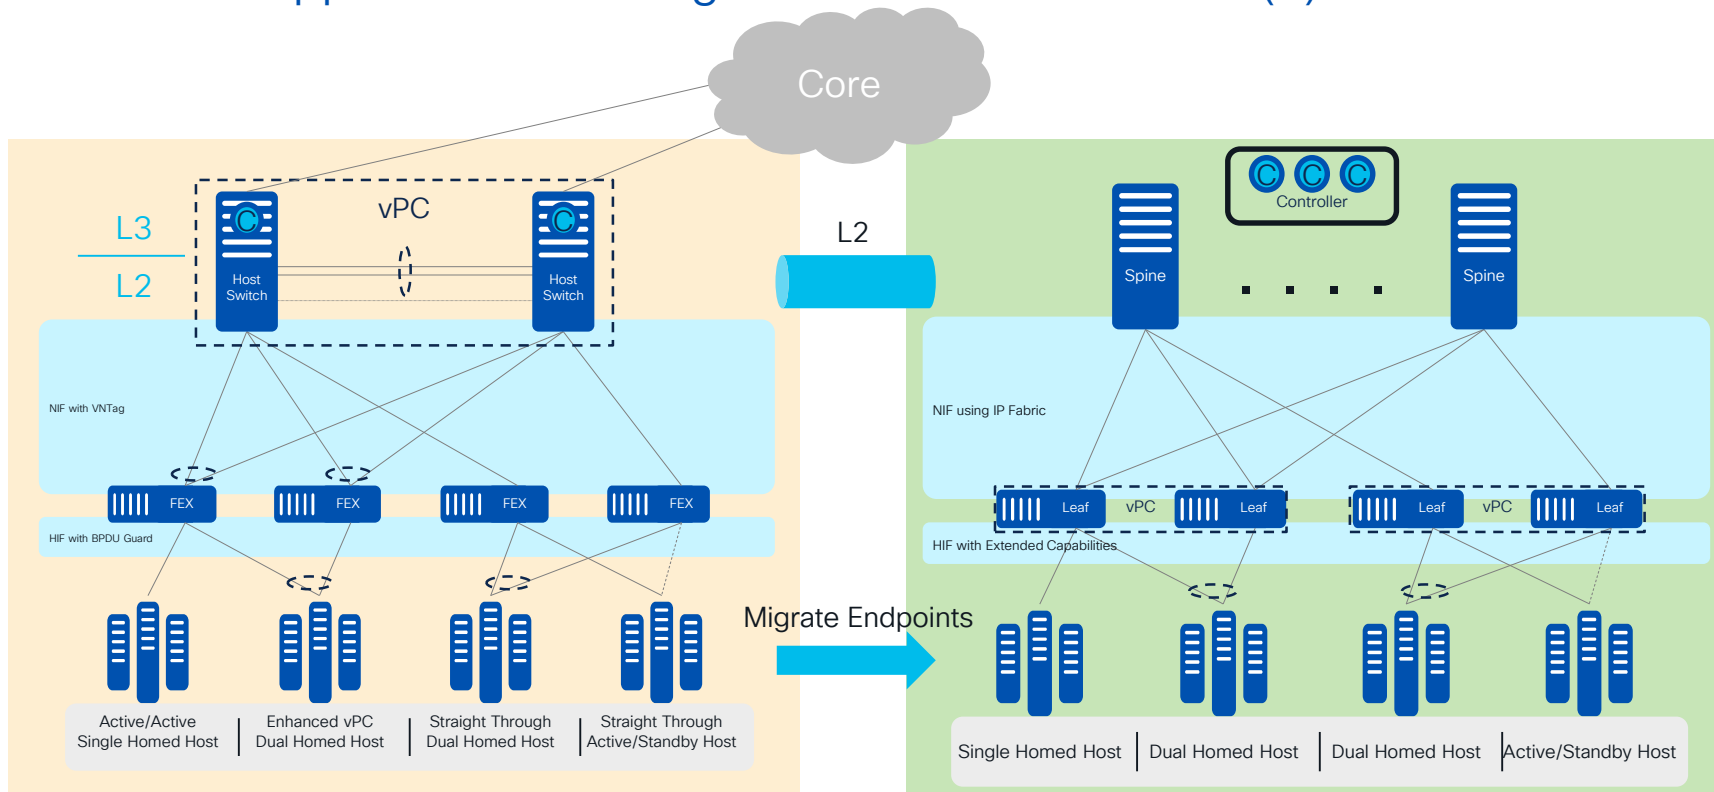 Core
vPC
L3
L2
C
C
Host
Switch
Host
Switch
NIF with VNTag
FEX
FEX
FEX
FEX
HIF with BPDU Guard
Active/Active
Single Homed Host
Enhanced vPC
Dual Homed Host
Straight Through
Dual Homed Host
Straight Through
Active/Standby Host
L2
Migrate Endpoints
C C C
Controller
Spine
Spine
NIF using IP Fabric
Leaf
vPC
Leaf
Leaf
vPC
Leaf
HIF with Extended Capabilities
Single Homed Host
Dual Homed Host
Dual Homed Host
Active/Standby Host